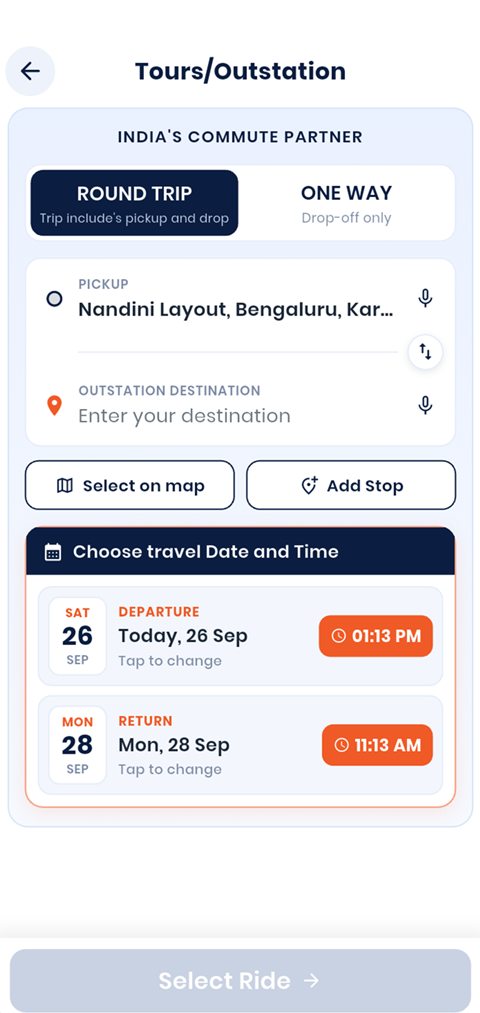 Tours/Outstation
INDIA'S COMMUTE PARTNER
ROUND TRIP
Trip include's pickup and drop
ONE WAY
Drop-off only
PICKUP
Nandini Layout, Bengaluru, Kar...
OUTSTATION DESTINATION
Enter your destination
Select on map
Add Stop
Choose travel Date and Time
SAT
26
SEP
DEPARTURE
Today, 26 Sep
Tap to change
01:13 PM
MON
28
SEP
RETURN
Mon, 28 Sep
Tap to change
11:13 AM
Select Ride